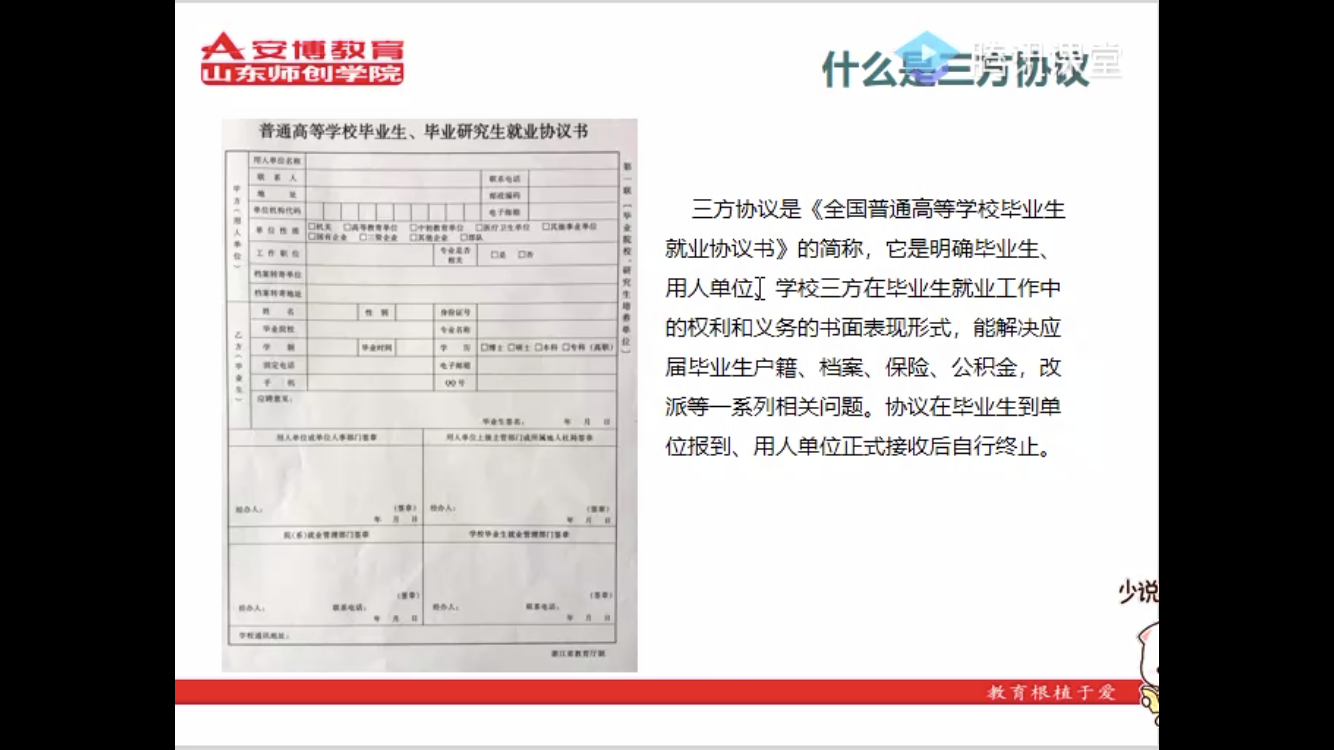 安博教育
山东师创学院
什么是三方协议
腾讯课堂
普通高等学校毕业生、毕业研究生就业协议书
用人单位名称
联系人 联系电话
地址 邮政编码
单位机构代码 电子邮箱
单位性质 □机关 □高等教育单位 □中初教育单位 □医疗卫生单位 □其他事业单位
□国有企业 □三资企业 □其他企业 □部队
工作职位 专业是否相关 □是 □否
档案转寄单位
档案转寄地址
甲方（用人单位）
姓名 性别 身份证号
毕业院校 专业名称
学制 毕业时间 学历 □博士 □硕士 □本科 □专科（高职）
固定电话 电子邮箱
手机 QQ号
乙方（毕业生）
应聘意见：
毕业生签名： 年 月 日
用人单位或单位人事部门签章 用人单位上级主管部门或所属地人社局签章
经办人： （签章） 经办人： （签章）
年 月 日 年 月 日
院（系）就业管理部门签章 学校毕业生就业管理部门签章
（签章） （签章）
经办人： 联系电话： 经办人： 联系电话：
年 月 日 年 月 日
学校通讯地址：
浙江省教育厅制
第一联（毕业院校、研究生培养单位）
三方协议是《全国普通高等学校毕业生
就业协议书》的简称，它是明确毕业生、
用人单位、学校三方在毕业生就业工作中
的权利和义务的书面表现形式，能解决应
届毕业生户籍、档案、保险、公积金，改
派等一系列相关问题。协议在毕业生到单
位报到、用人单位正式接收后自行终止。
少说
教育根植于爱